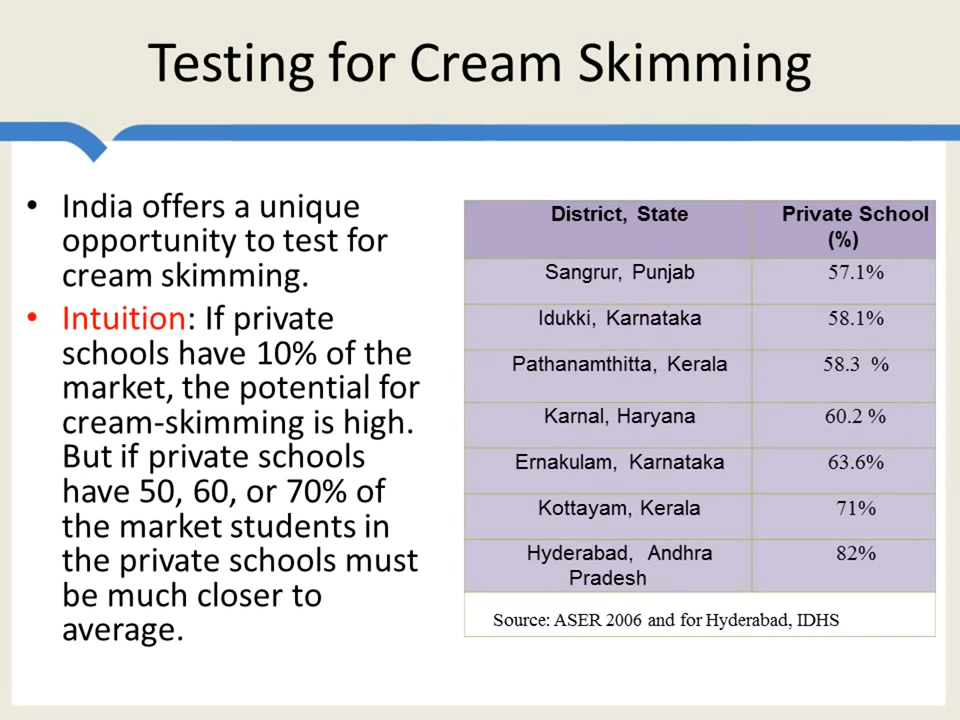 Testing for Cream Skimming
• India offers a unique
opportunity to test for
cream skimming.
• Intuition: If private
schools have 10% of the
market, the potential for
cream-skimming is high.
But if private schools
have 50, 60, or 70% of
the market students in
the private schools must
be much closer to
average.
District, State Private School
(%)
Sangrur, Punjab 57.1%
Idukki, Karnataka 58.1%
Pathanamthitta, Kerala 58.3 %
Karnal, Haryana 60.2 %
Ernakulam, Karnataka 63.6%
Kottayam, Kerala 71%
Hyderabad, Andhra 82%
Pradesh
Source: ASER 2006 and for Hyderabad, IDHS